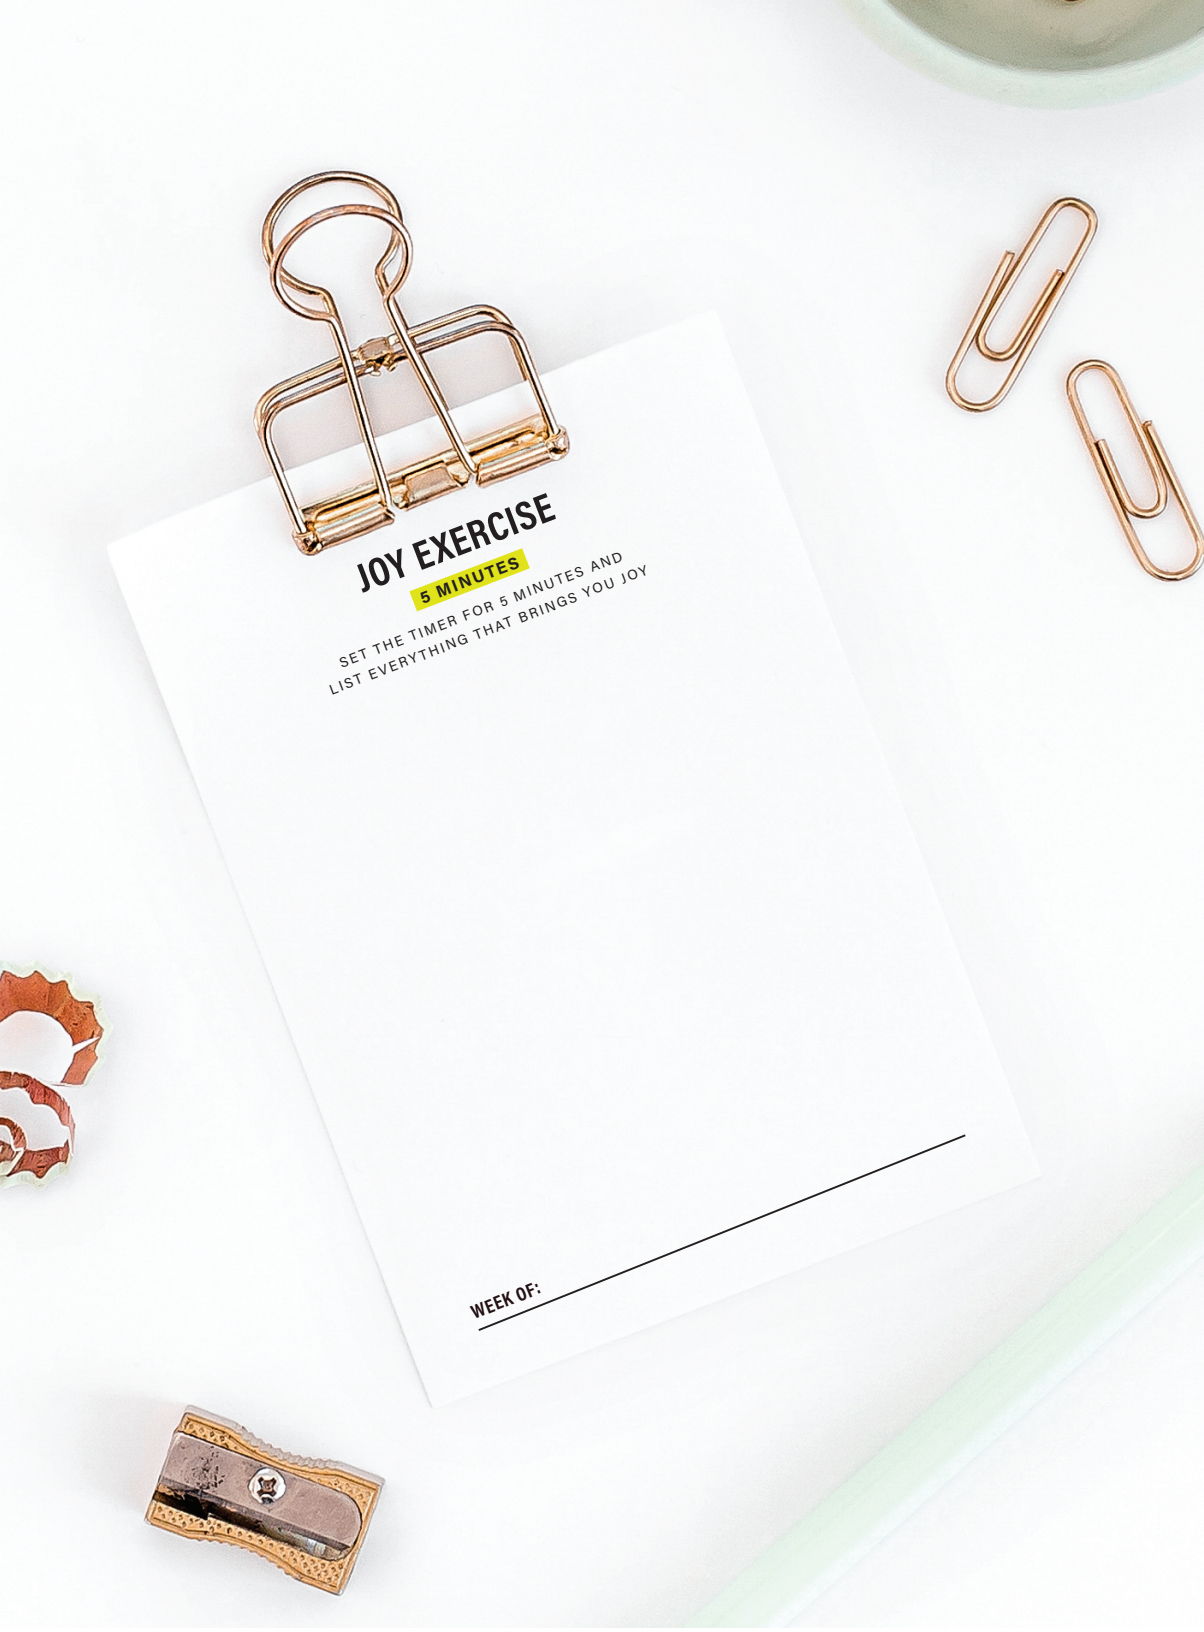 JOY EXERCISE
5 MINUTES
SET THE TIMER FOR 5 MINUTES AND
LIST EVERYTHING THAT BRINGS YOU JOY
WEEK OF: